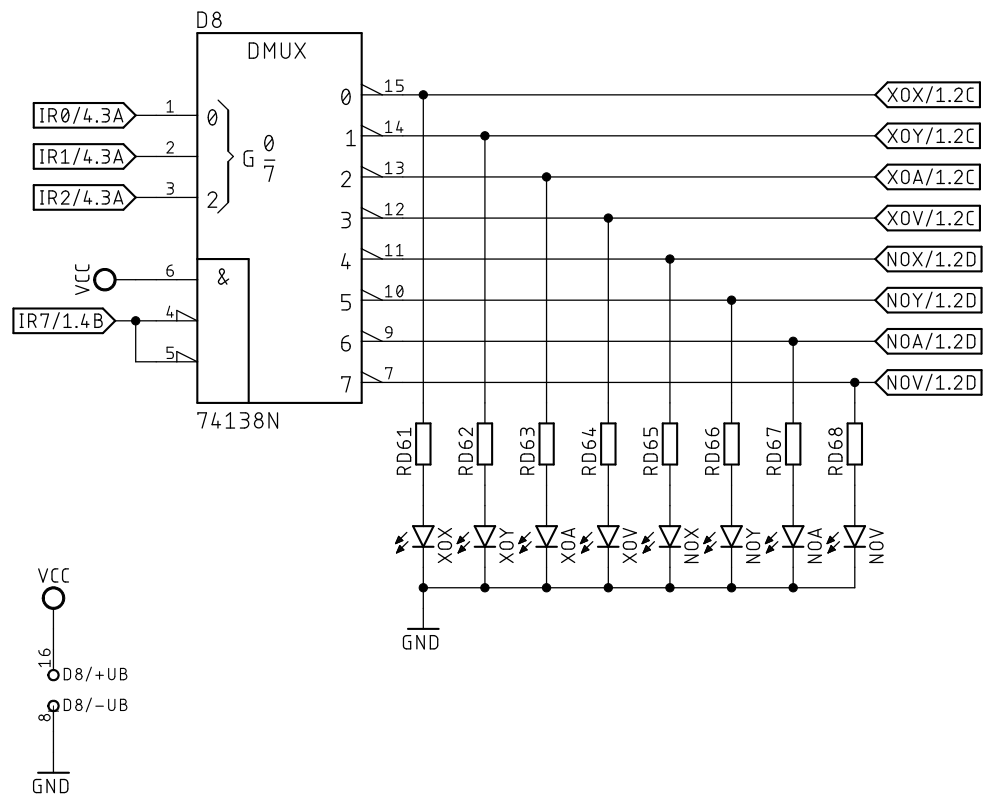 D8
DMUX
0 15 XOX/1.2C
IR0/4.3A 1 0
1 14 XOY/1.2C
IR1/4.3A 2 G 0/7
2 13 XOA/1.2C
IR2/4.3A 3 2
3 12 XOV/1.2C
4 11 NOX/1.2D
VCC 6 &
5 10 NOY/1.2D
IR7/1.4B 4
6 9 NOA/1.2D
5
7 7 NOV/1.2D
74138N
RD61 RD62 RD63 RD64 RD65 RD66 RD67 RD68
XOX XOY XOA XOV NOX NOY NOA NOV
GND
VCC
16 D8/+UB
8 D8/-UB
GND